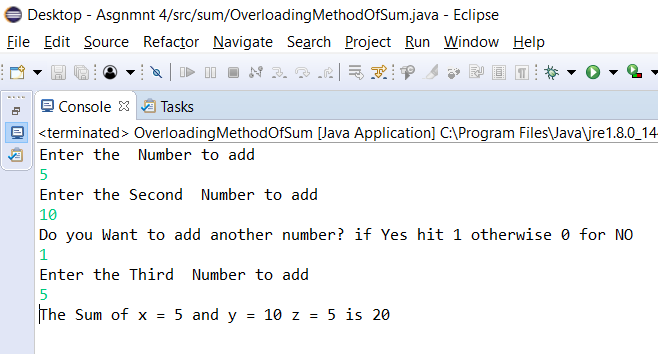 Desktop - Asgnmnt 4/src/sum/OverloadingMethodOfSum.java - Eclipse
File Edit Source Refactor Navigate Search Project Run Window Help
Console Tasks
<terminated> OverloadingMethodOfSum [Java Application] C:\Program Files\Java\jre1.8.0_14
Enter the  Number to add
5
Enter the Second  Number to add
10
Do you Want to add another number? if Yes hit 1 otherwise 0 for NO
1
Enter the Third  Number to add
5
The Sum of x = 5 and y = 10 z = 5 is 20